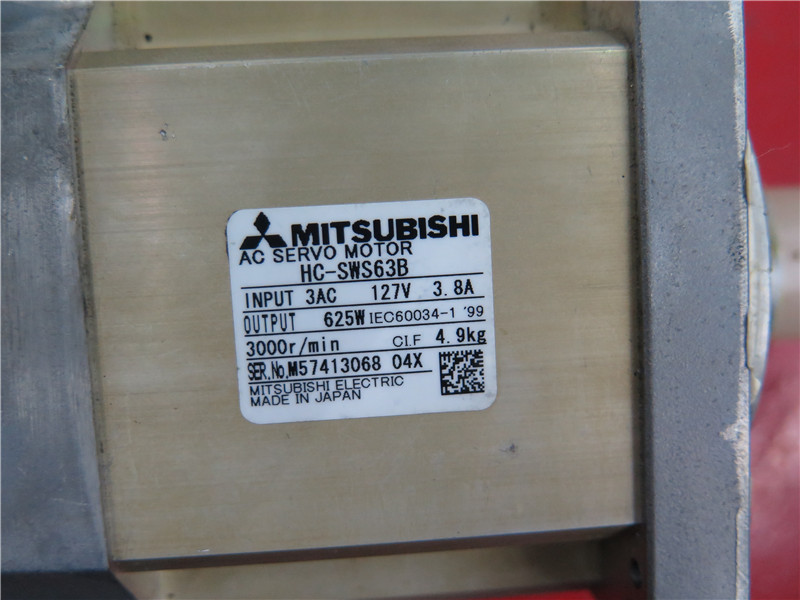 MITSUBISHI
AC SERVO MOTOR
HC-SWS63B
INPUT 3AC 127V 3.8A
OUTPUT 625W IEC60034-1 '99
3000r/min CI.F 4.9kg
SER.No.M57413068 04X
MITSUBISHI ELECTRIC
MADE IN JAPAN